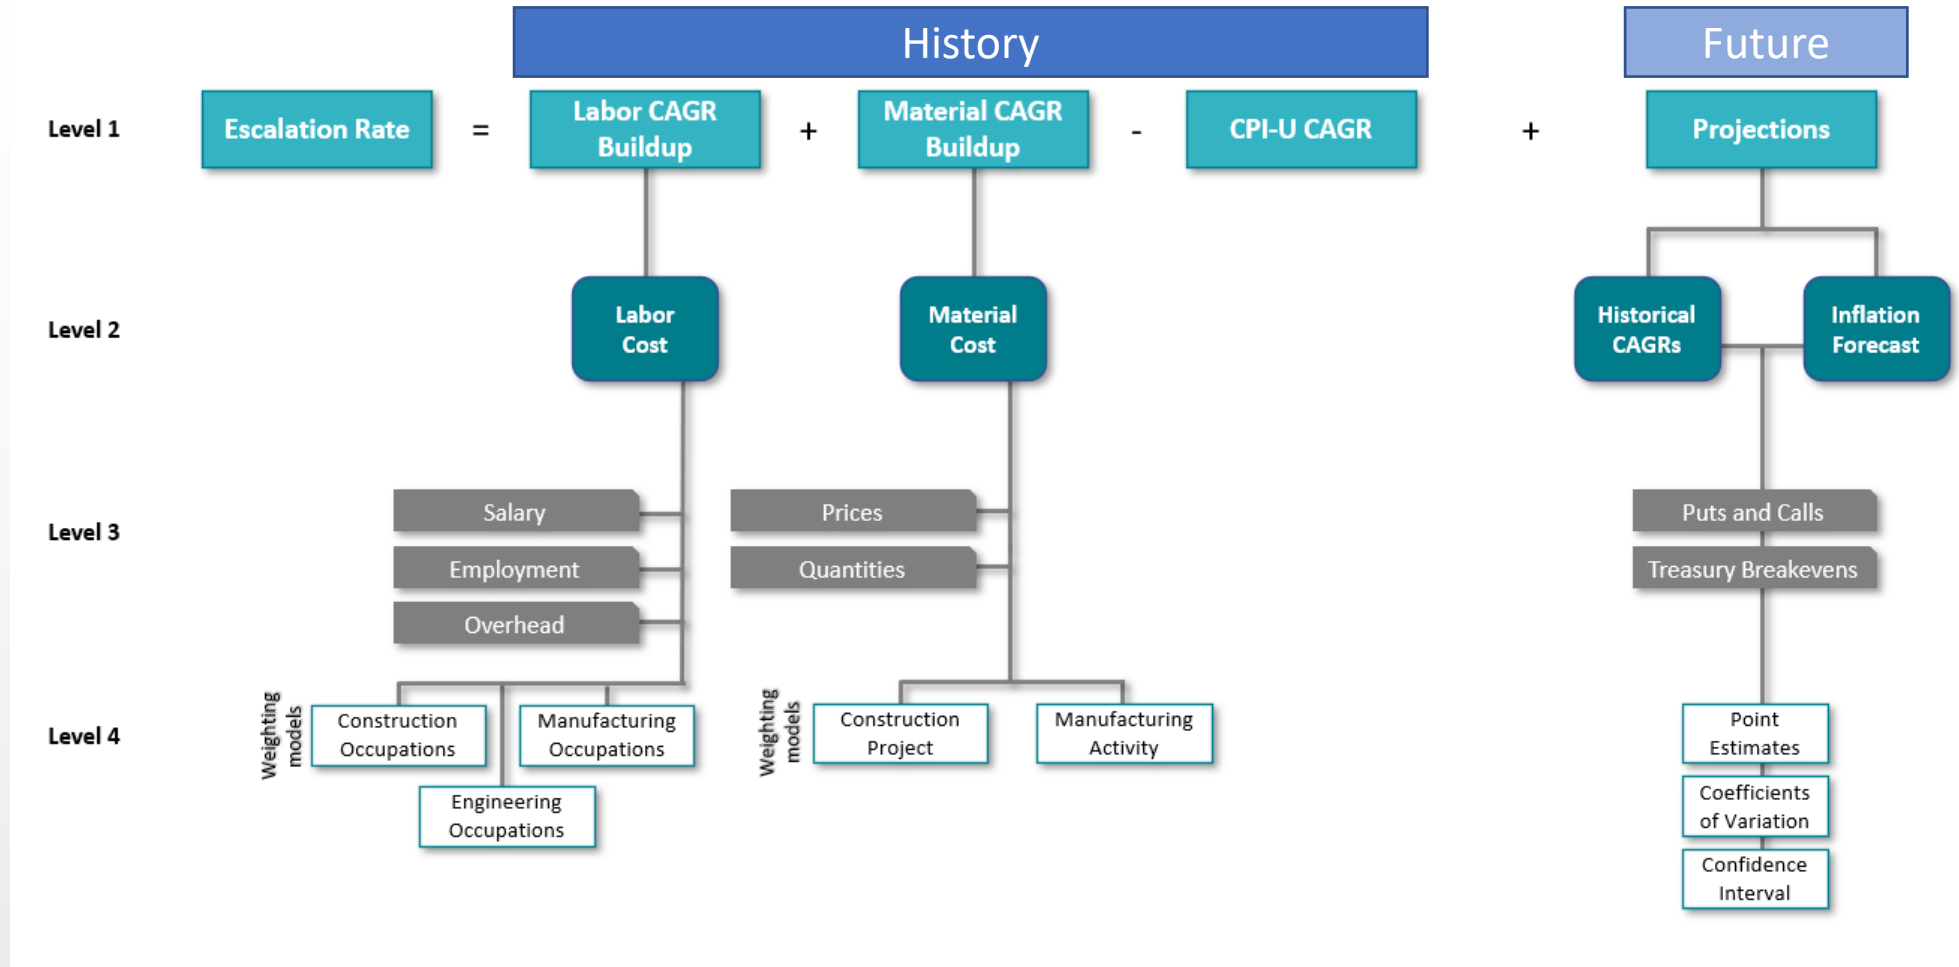 History
Future
Level 1
Escalation Rate
=
Labor CAGR
Buildup
+
Material CAGR
Buildup
-
CPI-U CAGR
+
Projections
Level 2
Labor
Cost
Material
Cost
Historical
CAGRs
Inflation
Forecast
Level 3
Salary
Employment
Overhead
Prices
Quantities
Puts and Calls
Treasury Breakevens
Level 4
Weighting
models
Construction
Occupations
Manufacturing
Occupations
Engineering
Occupations
Weighting
models
Construction
Project
Manufacturing
Activity
Point
Estimates
Coefficients
of Variation
Confidence
Interval